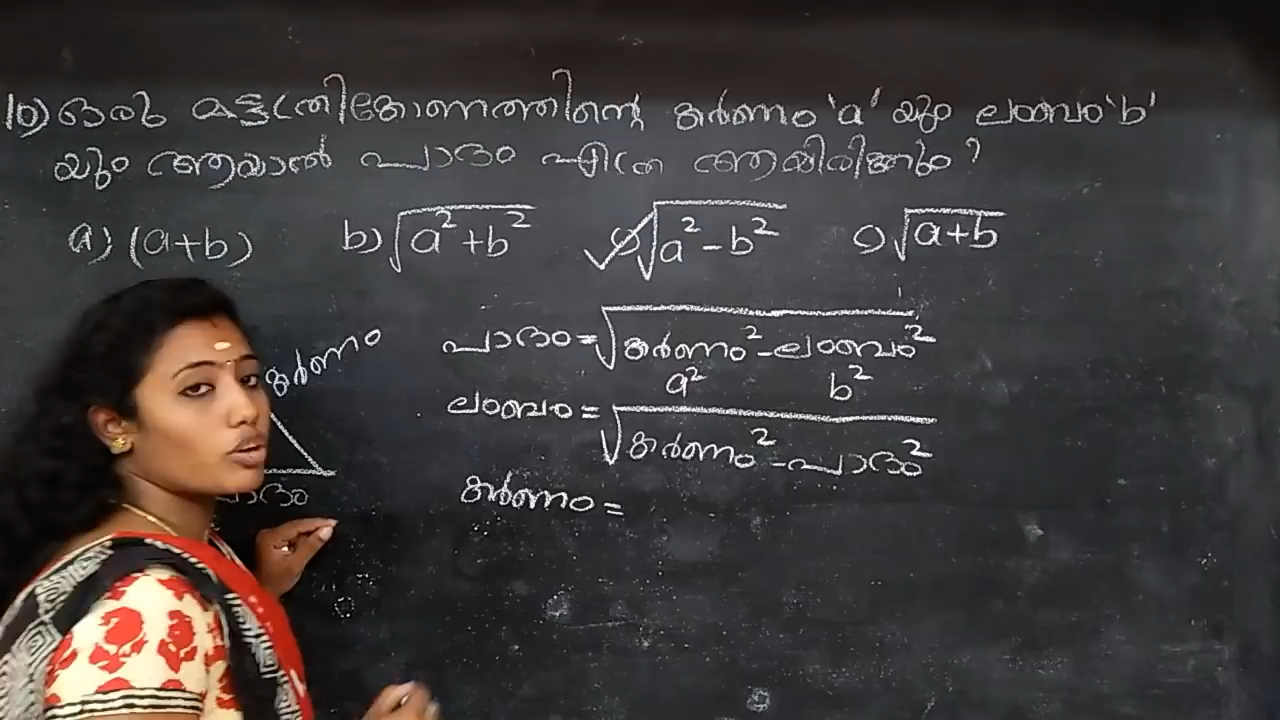 10) ഒരു മട്ടത്രികോണത്തിന്റെ കർണം 'a' യും ലംബം 'b'
യും ആയാൽ പാദം എത്ര ആയിരിക്കും?
a) (a+b) b) √(a²+b²) √(a²-b²) √(a+b)
കർണം
പാദം = √(കർണം² - ലംബം²)
a² b²
ലംബം = √(കർണം² - പാദം²)
പാദം
കർണം =